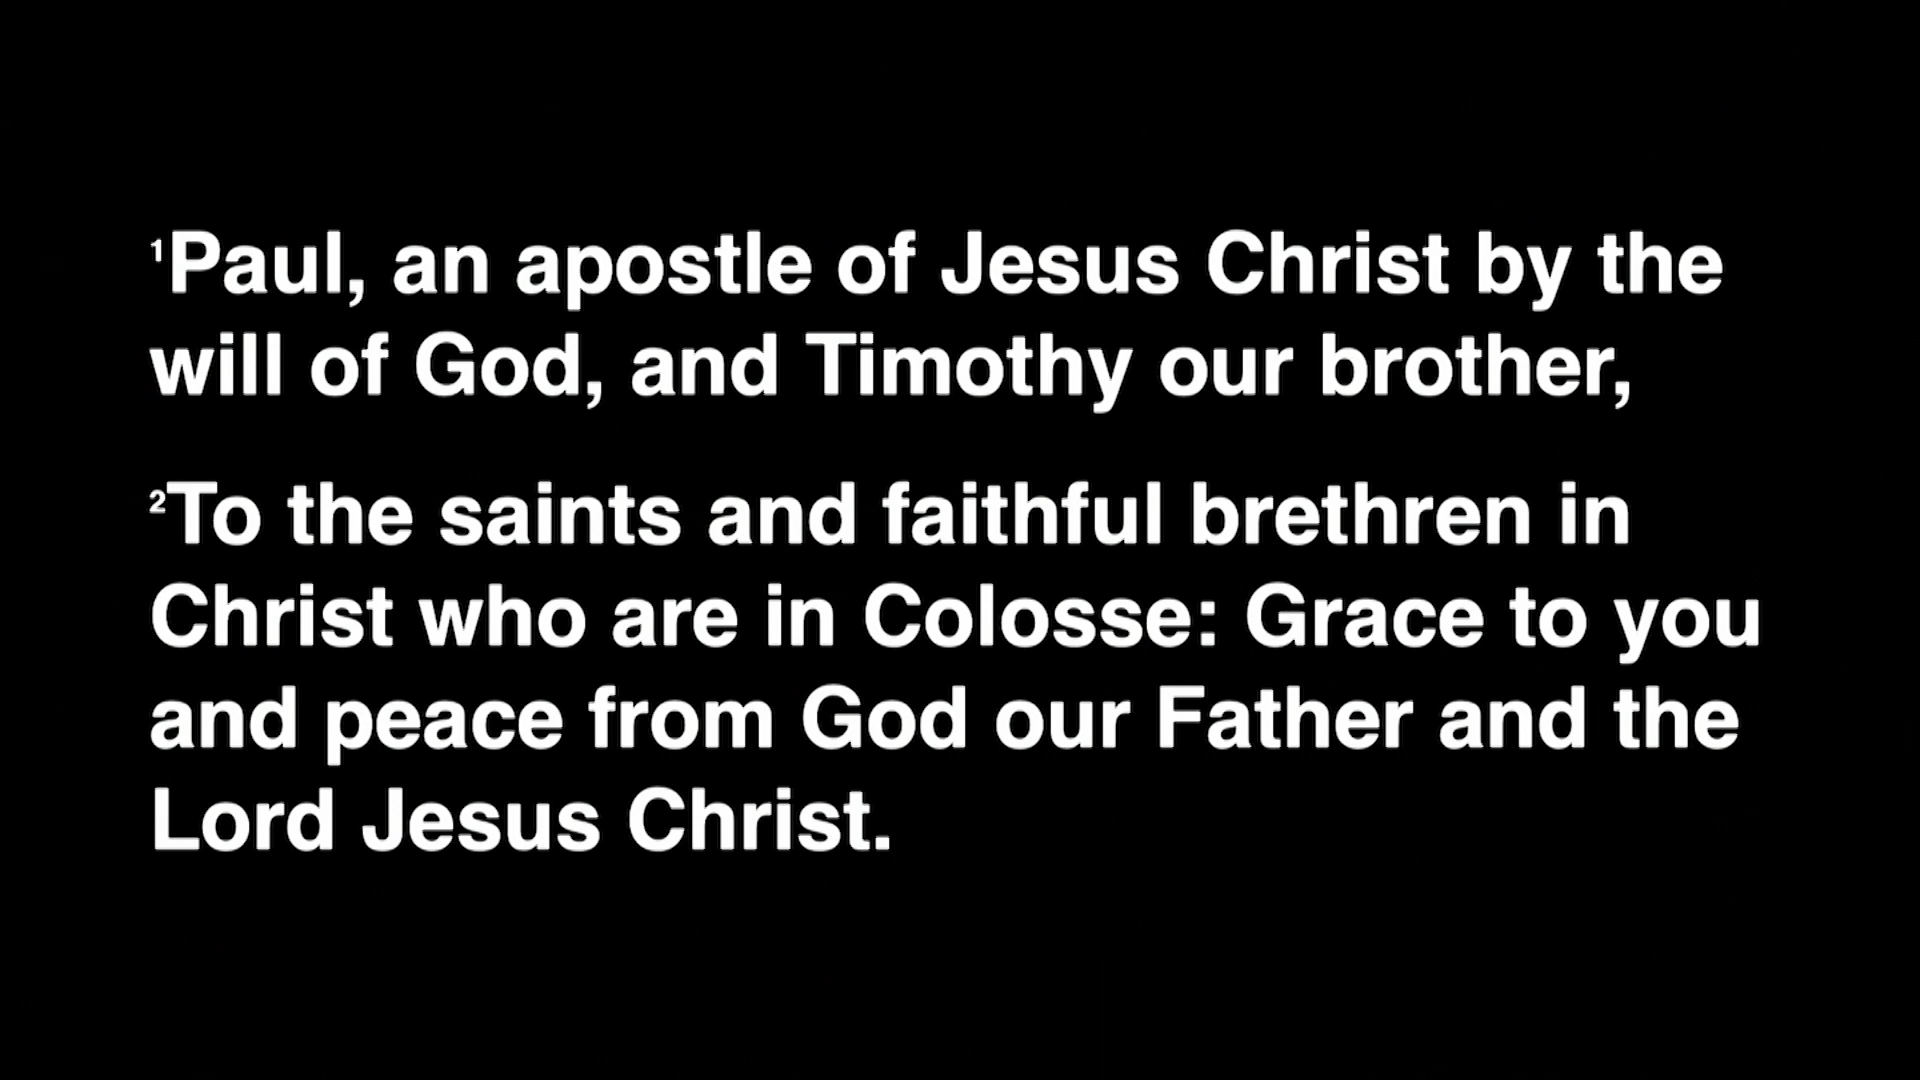 ¹Paul, an apostle of Jesus Christ by the
will of God, and Timothy our brother,
²To the saints and faithful brethren in
Christ who are in Colosse: Grace to you
and peace from God our Father and the
Lord Jesus Christ.